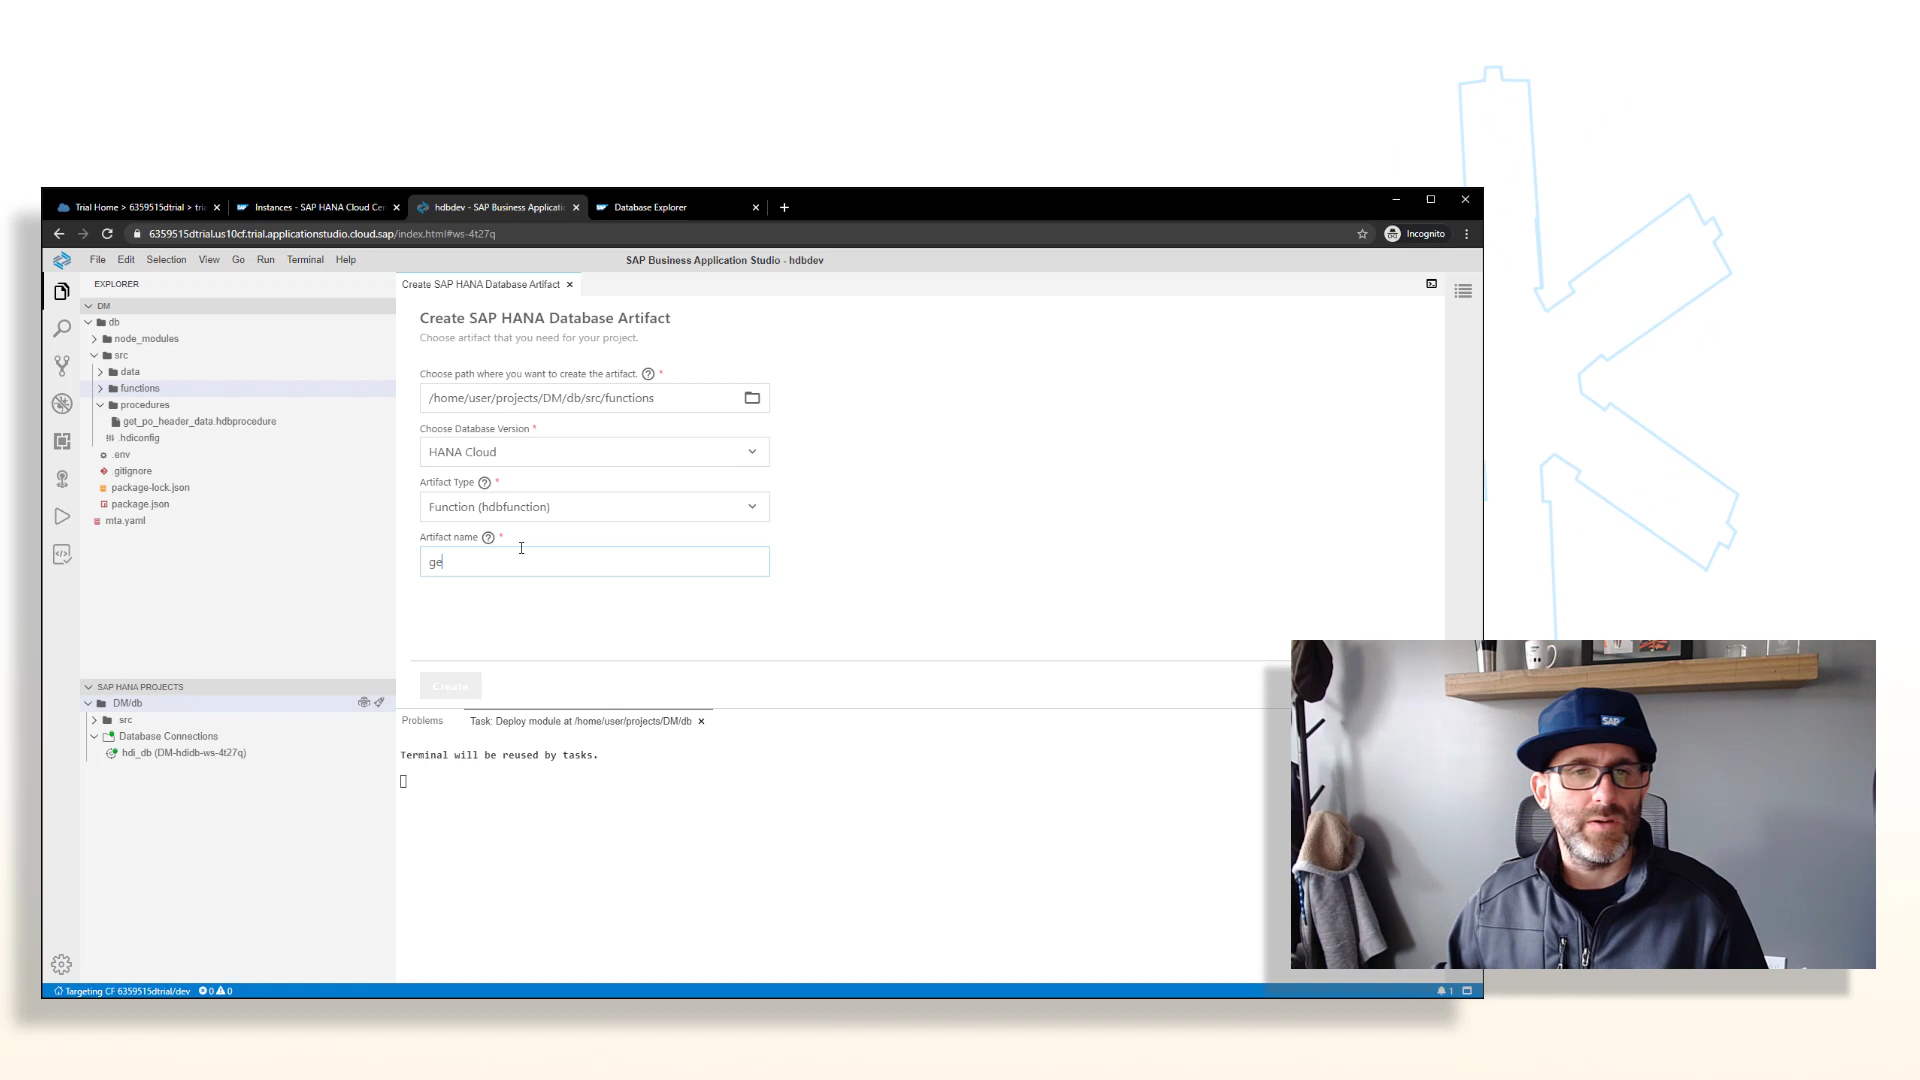 Trial Home > 6359515dtrial > tri
Instances - SAP HANA Cloud Cen
hdbdev - SAP Business Applicati
Database Explorer
6359515dtrial.us10cf.trial.applicationstudio.cloud.sap/index.html#ws-4t27q
Incognito
File Edit Selection View Go Run Terminal Help
SAP Business Application Studio - hdbdev
EXPLORER
DM
db
node_modules
src
data
functions
procedures
get_po_header_data.hdbprocedure
.hdiconfig
.env
.gitignore
package-lock.json
package.json
mta.yaml
SAP HANA PROJECTS
DM/db
src
Database Connections
hdi_db (DM-hdidb-ws-4t27q)
Create SAP HANA Database Artifact
Create SAP HANA Database Artifact
Choose artifact that you need for your project.
Choose path where you want to create the artifact. *
/home/user/projects/DM/db/src/functions
Choose Database Version *
HANA Cloud
Artifact Type *
Function (hdbfunction)
Artifact name *
ge
Create
Problems Task: Deploy module at /home/user/projects/DM/db
Terminal will be reused by tasks.
SAP
Targeting CF 6359515dtrial/dev 0 0
1